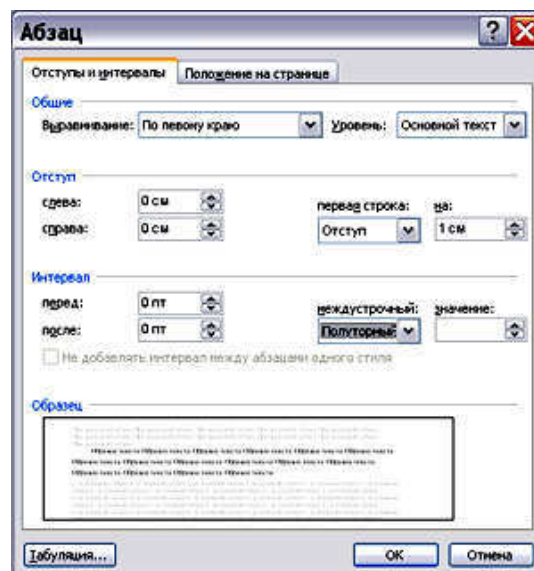 Абзац
Отступы и интервалы Положение на странице
Общие
Выравнивание: По левому краю Уровень: Основной текст
Отступ
слева: 0 см первая строка: на:
справа: 0 см Отступ 1 см
Интервал
перед: 0 пт междустрочный: значение:
после: 0 пт Полуторный
Не добавлять интервал между абзацами одного стиля
Образец
Табуляция... ОК Отмена